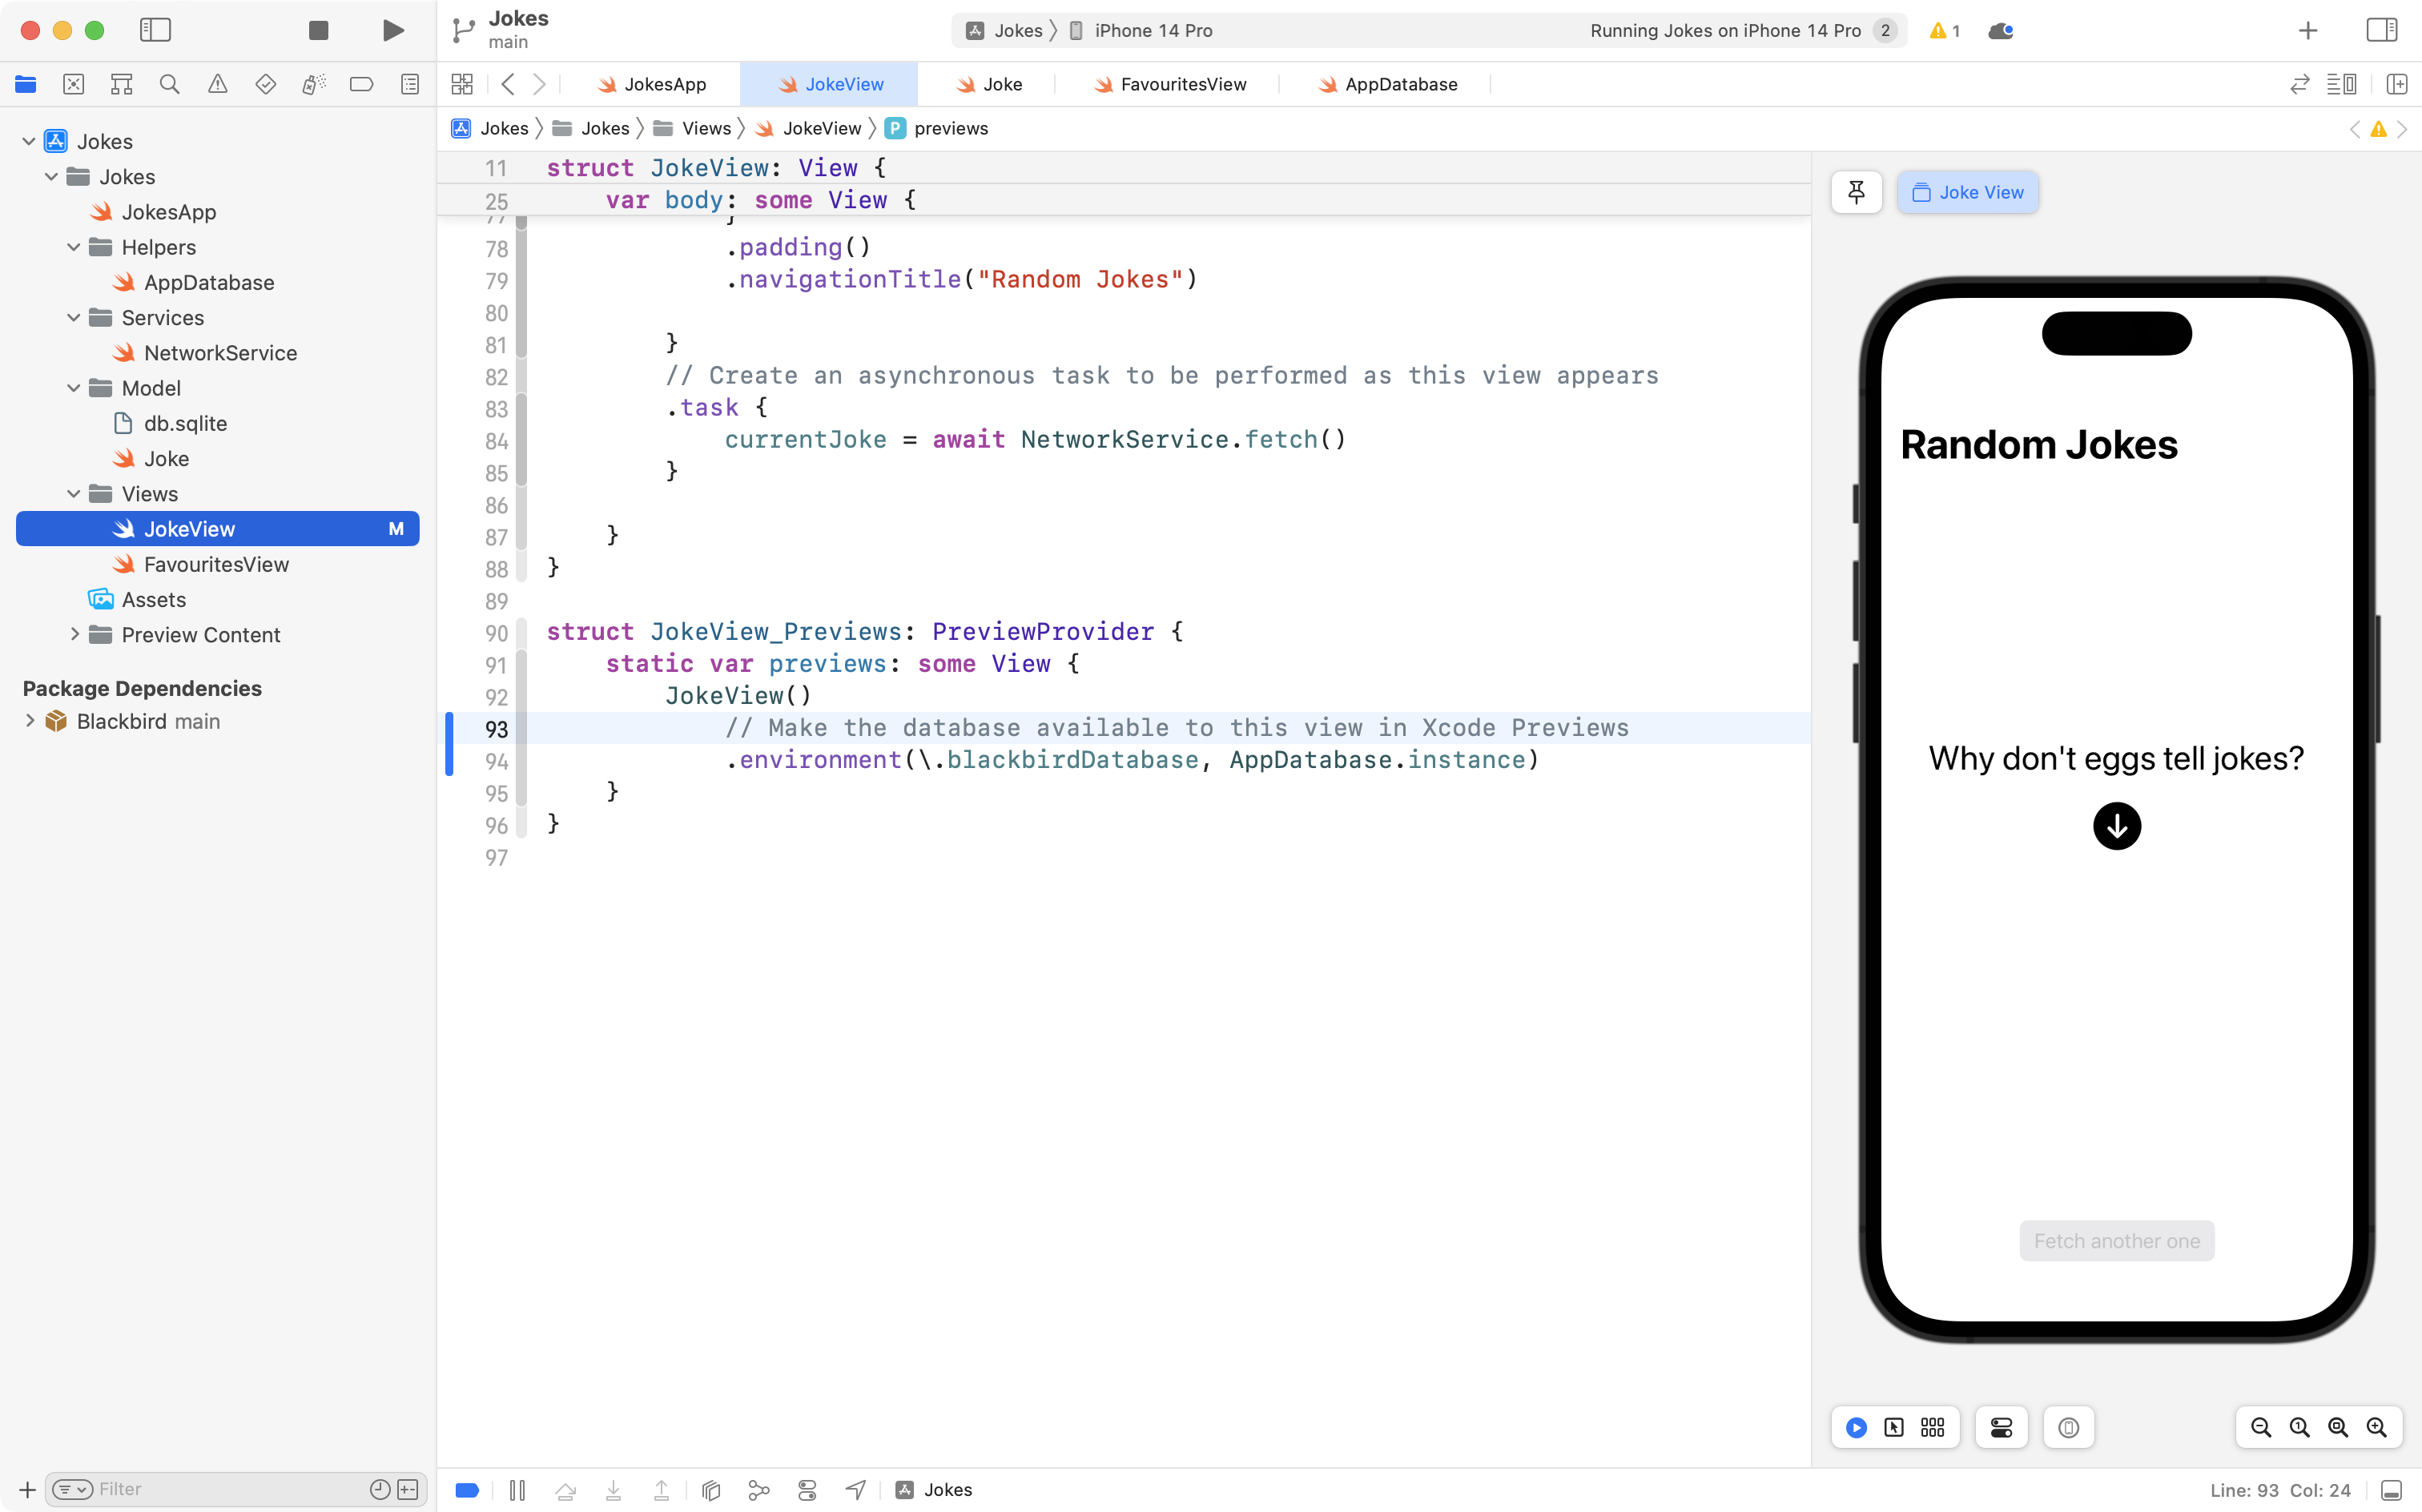 Jokes
main
Jokes
iPhone 14 Pro
Running Jokes on iPhone 14 Pro
2
1
JokesApp
JokeView
Joke
FavouritesView
AppDatabase
Jokes
Jokes
Views
JokeView
P
previews
Jokes
Jokes
JokesApp
Helpers
AppDatabase
Services
NetworkService
Model
db.sqlite
Joke
Views
JokeView
M
FavouritesView
Assets
Preview Content
Package Dependencies
Blackbird main
Filter
11 struct JokeView: View {
25 var body: some View {
77 }
78 .padding()
79 .navigationTitle("Random Jokes")
80
81 }
82 // Create an asynchronous task to be performed as this view appears
83 .task {
84 currentJoke = await NetworkService.fetch()
85 }
86
87 }
88 }
89
90 struct JokeView_Previews: PreviewProvider {
91 static var previews: some View {
92 JokeView()
93 // Make the database available to this view in Xcode Previews
94 .environment(\.blackbirdDatabase, AppDatabase.instance)
95 }
96 }
97
Joke View
Random Jokes
Why don't eggs tell jokes?
Fetch another one
Jokes
Line: 93 Col: 24